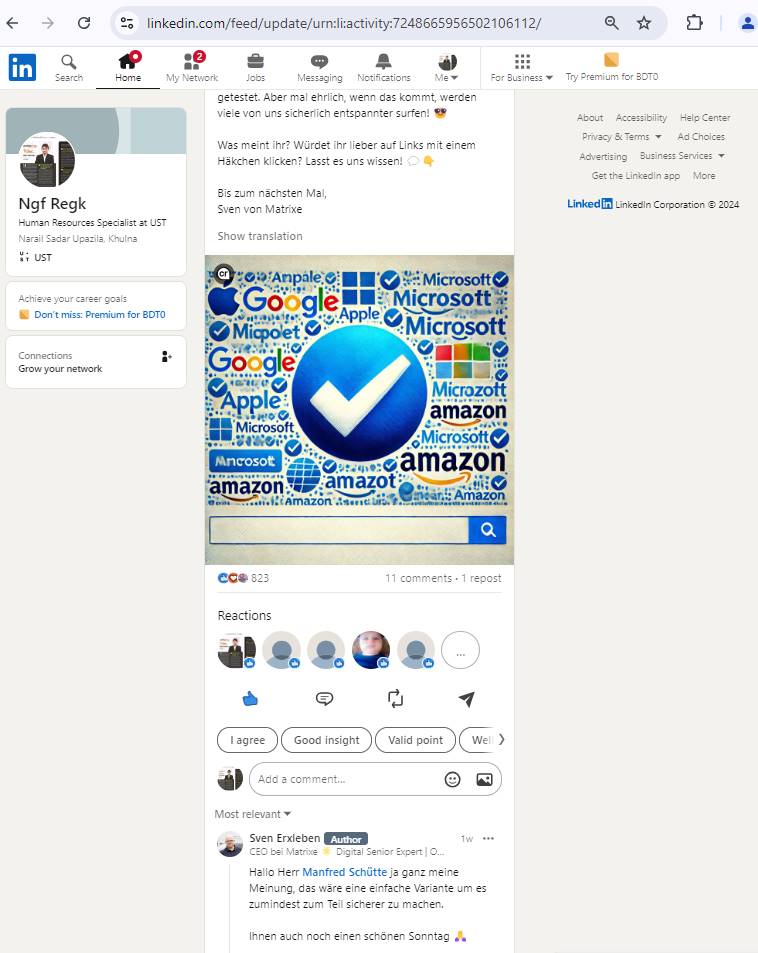 linkedin.com/feed/update/urn:li:activity:7248665956502106112/
in
Search
Home
2
My Network
Jobs
Messaging
Notifications
Me
For Business
Try Premium for BDT0
Ngf Regk
Human Resources Specialist at UST
Narail Sadar Upazila, Khulna
UST
Achieve your career goals
Don't miss: Premium for BDT0
Connections
Grow your network
getestet. Aber mal ehrlich, wenn das kommt, werden
viele von uns sicherlich entspannter surfen! 😎
Was meint ihr? Würdet ihr lieber auf Links mit einem
Häkchen klicken? Lasst es uns wissen! 💬👇
Bis zum nächsten Mal,
Sven von Matrixe
Show translation
cr
Anpale
Microsoft
Google
Apple
Microsott
Miqpolet
Microsoft
Google
Microzott
Apple
amazon
Microsoft
Microsoft
Mncrosoft
amazon
amazon
amazot
Amazon
Amazon
823
11 comments • 1 repost
Reactions
...
I agree
Good insight
Valid point
Wel
Add a comment...
Most relevant
Sven Erxleben Author
1w
CEO bei Matrixe ☀️ Digital Senior Expert | O...
Hallo Herr Manfred Schütte ja ganz meine
Meinung, das wäre eine einfache Variante um es
zumindest zum Teil sicherer zu machen.
Ihnen auch noch einen schönen Sonntag 🙏
About
Accessibility
Help Center
Privacy & Terms
Ad Choices
Advertising
Business Services
Get the LinkedIn app
More
LinkedIn LinkedIn Corporation © 2024